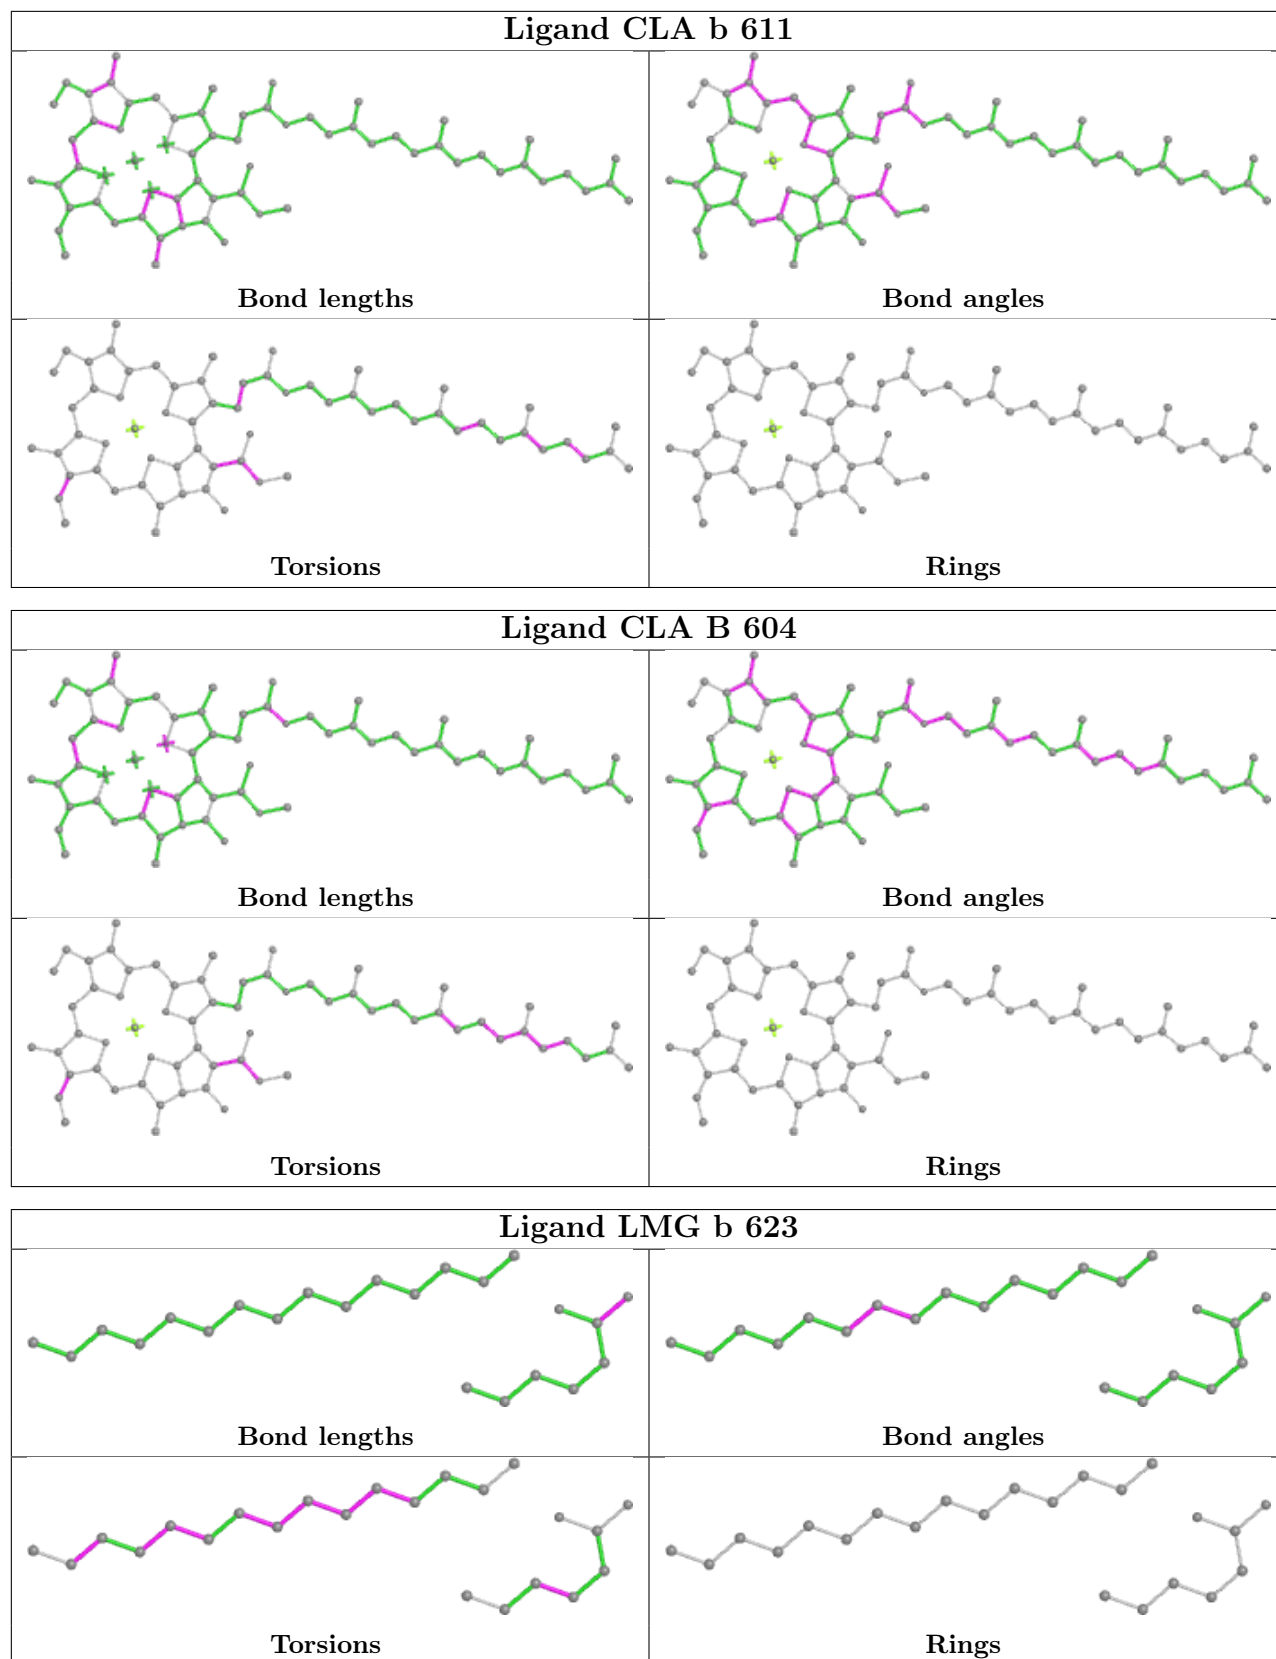 Ligand CLA b 611
Bond lengths
Bond angles
Torsions
Rings
Ligand CLA B 604
Bond lengths
Bond angles
Torsions
Rings
Ligand LMG b 623
Bond lengths
Bond angles
Torsions
Rings